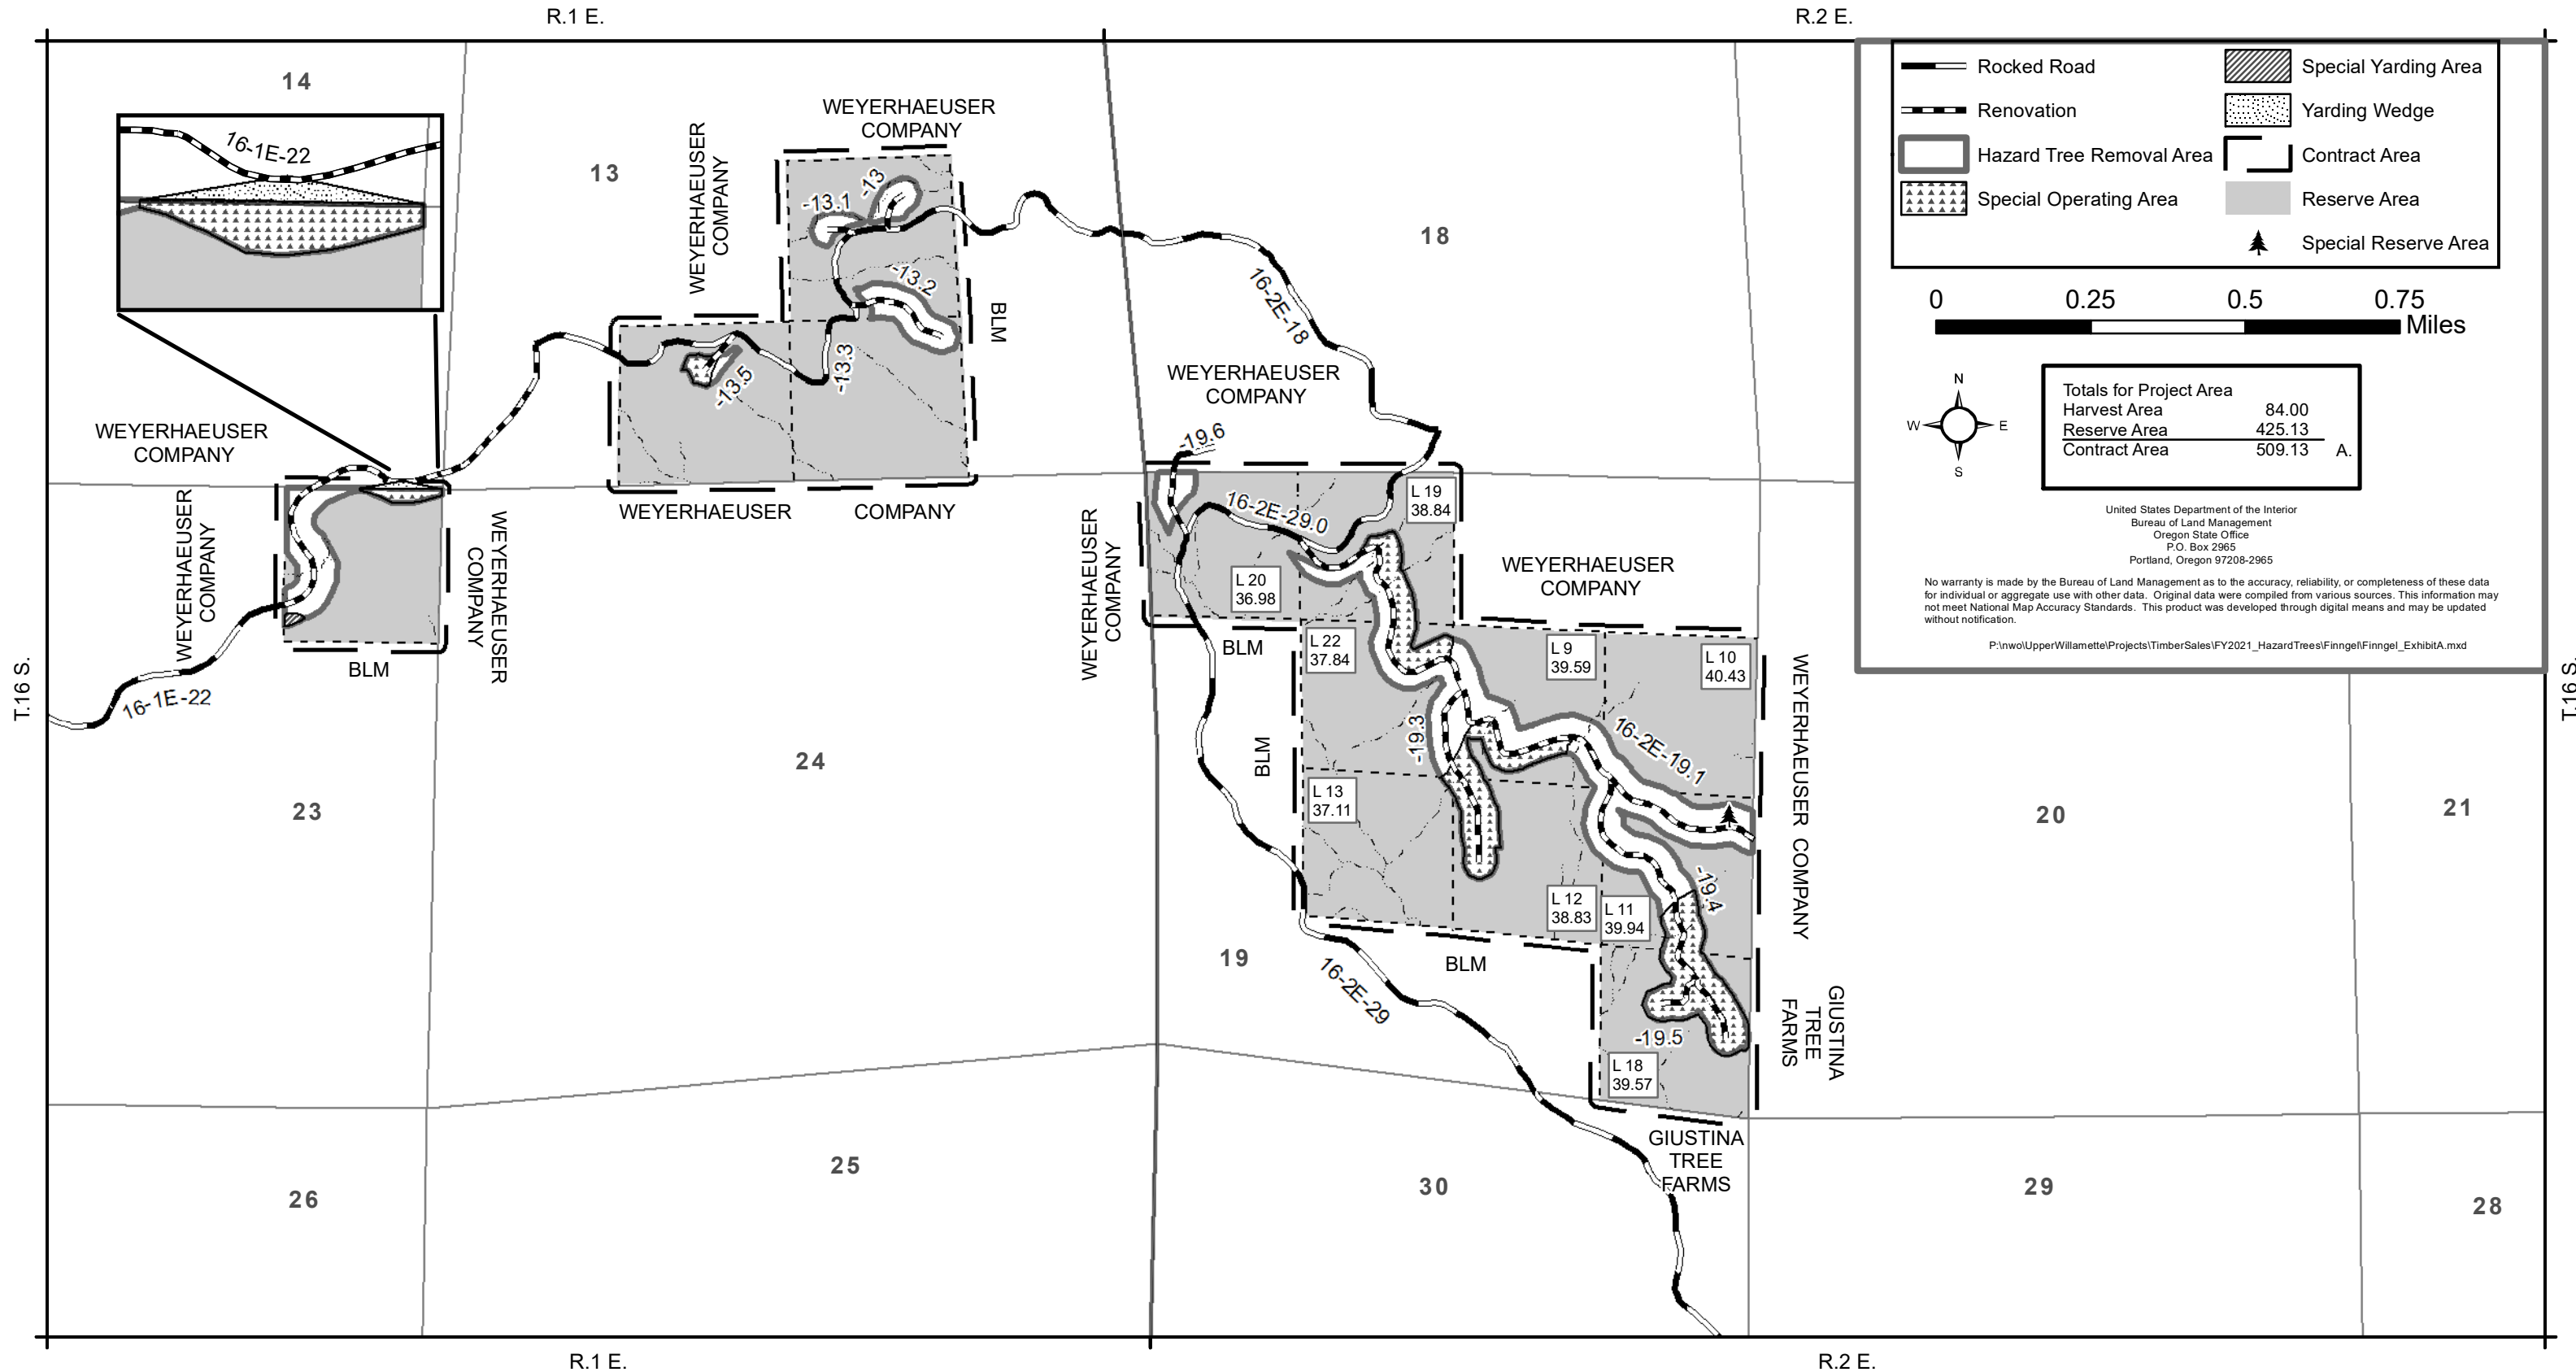 R.1 E.
R.2 E.
14
13
18
16-1E-22
WEYERHAEUSER
COMPANY
WEYERHAEUSER
COMPANY
-13.1
-13
-13.2
-13.3
-13.5
BLM
16-2E-18
WEYERHAEUSER
COMPANY
WEYERHAEUSER
COMPANY
WEYERHAEUSER
COMPANY
WEYERHAEUSER
COMPANY
BLM
16-1E-22
WEYERHAEUSER
COMPANY
WEYERHAEUSER
COMPANY
-19.6
16-2E-29.0
L 19
38.84
L 20
36.98
WEYERHAEUSER
COMPANY
BLM
L 22
37.84
L 9
39.59
L 10
40.43
BLM
-19.3
16-2E-19.1
WEYERHAEUSER COMPANY
L 13
37.11
L 12
38.83
L 11
39.94
-19.4
BLM
16-2E-29
-19.5
L 18
39.57
GIUSTINA
TREE
FARMS
GIUSTINA
TREE
FARMS
T.16 S.
T.16 S.
23
24
19
20
21
26
25
30
29
28
R.1 E.
R.2 E.
Rocked Road
Renovation
Hazard Tree Removal Area
Special Operating Area
Special Yarding Area
Yarding Wedge
Contract Area
Reserve Area
Special Reserve Area
0 0.25 0.5 0.75
Miles
N
W E
S
Totals for Project Area
Harvest Area 84.00
Reserve Area 425.13
Contract Area 509.13 A.
United States Department of the Interior
Bureau of Land Management
Oregon State Office
P.O. Box 2965
Portland, Oregon 97208-2965
No warranty is made by the Bureau of Land Management as to the accuracy, reliability, or completeness of these data
for individual or aggregate use with other data. Original data were compiled from various sources. This information may
not meet National Map Accuracy Standards. This product was developed through digital means and may be updated
without notification.
P:\nwo\UpperWillamette\Projects\TimberSales\FY2021_HazardTrees\Finngel\Finngel_ExhibitA.mxd